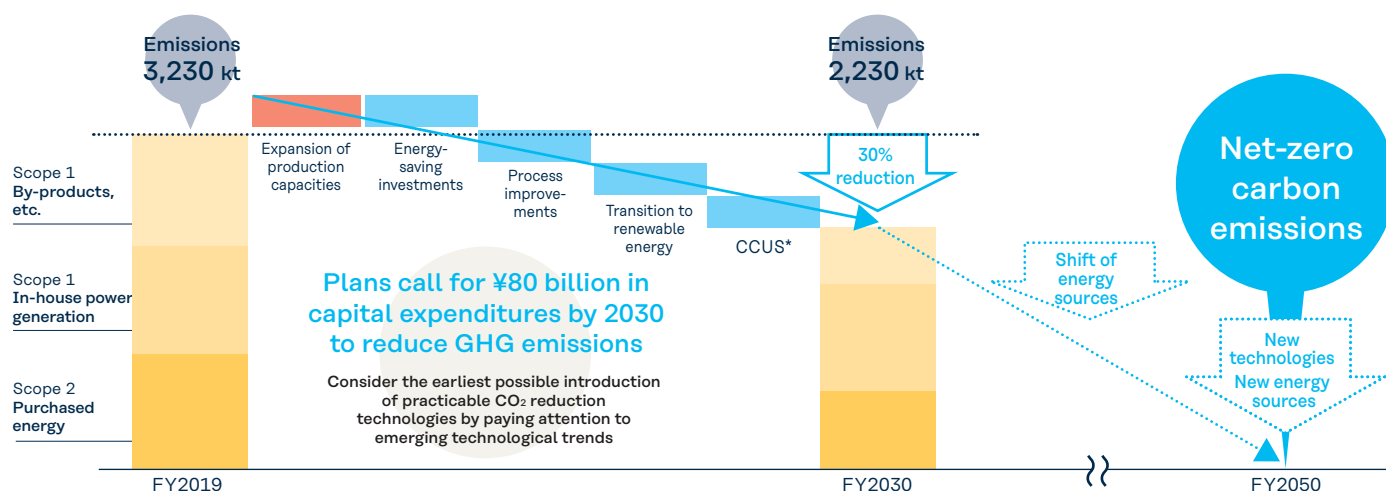 Emissions
3,230 kt
Emissions
2,230 kt
Net-zero
carbon
emissions
Scope 1
By-products,
etc.
Scope 1
In-house power
generation
Scope 2
Purchased
energy
Expansion of
production
capacities
Energy-
saving
investments
Process
improve-
ments
Transition to
renewable
energy
CCUS*
30%
reduction
Plans call for ¥80 billion in
capital expenditures by 2030
to reduce GHG emissions
Consider the earliest possible introduction
of practicable CO₂ reduction
technologies by paying attention to
emerging technological trends
Shift of
energy
sources
New
technologies
New energy
sources
FY2019
FY2030
FY2050